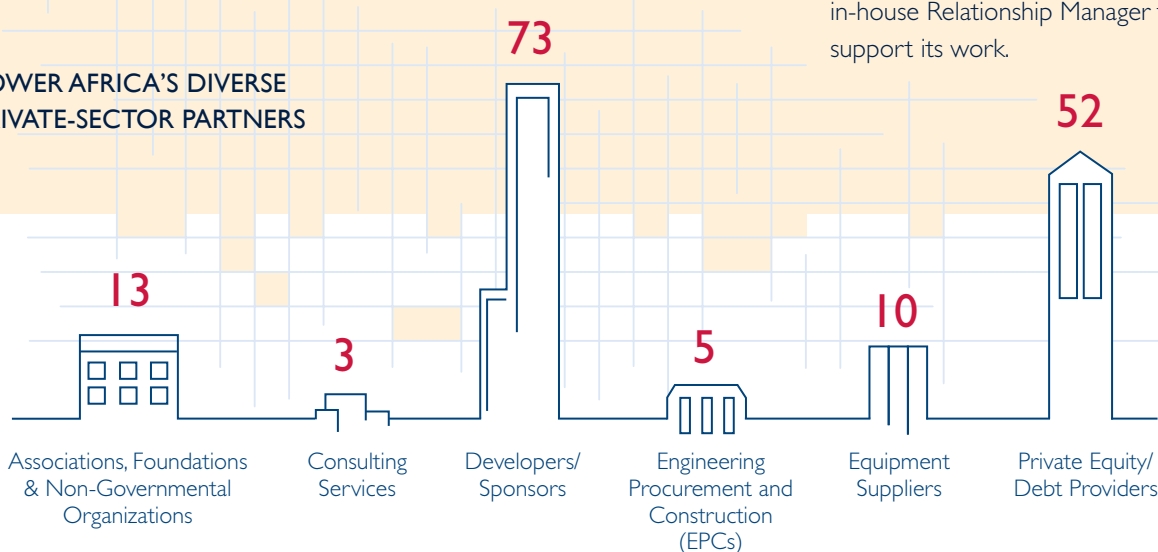 in-house Relationship Manager
support its work.
OWER AFRICA'S DIVERSE
IVATE-SECTOR PARTNERS
13
3
73
5
10
52
Associations, Foundations
& Non-Governmental
Organizations
Consulting
Services
Developers/
Sponsors
Engineering
Procurement and
Construction
(EPCs)
Equipment
Suppliers
Private Equity/
Debt Providers